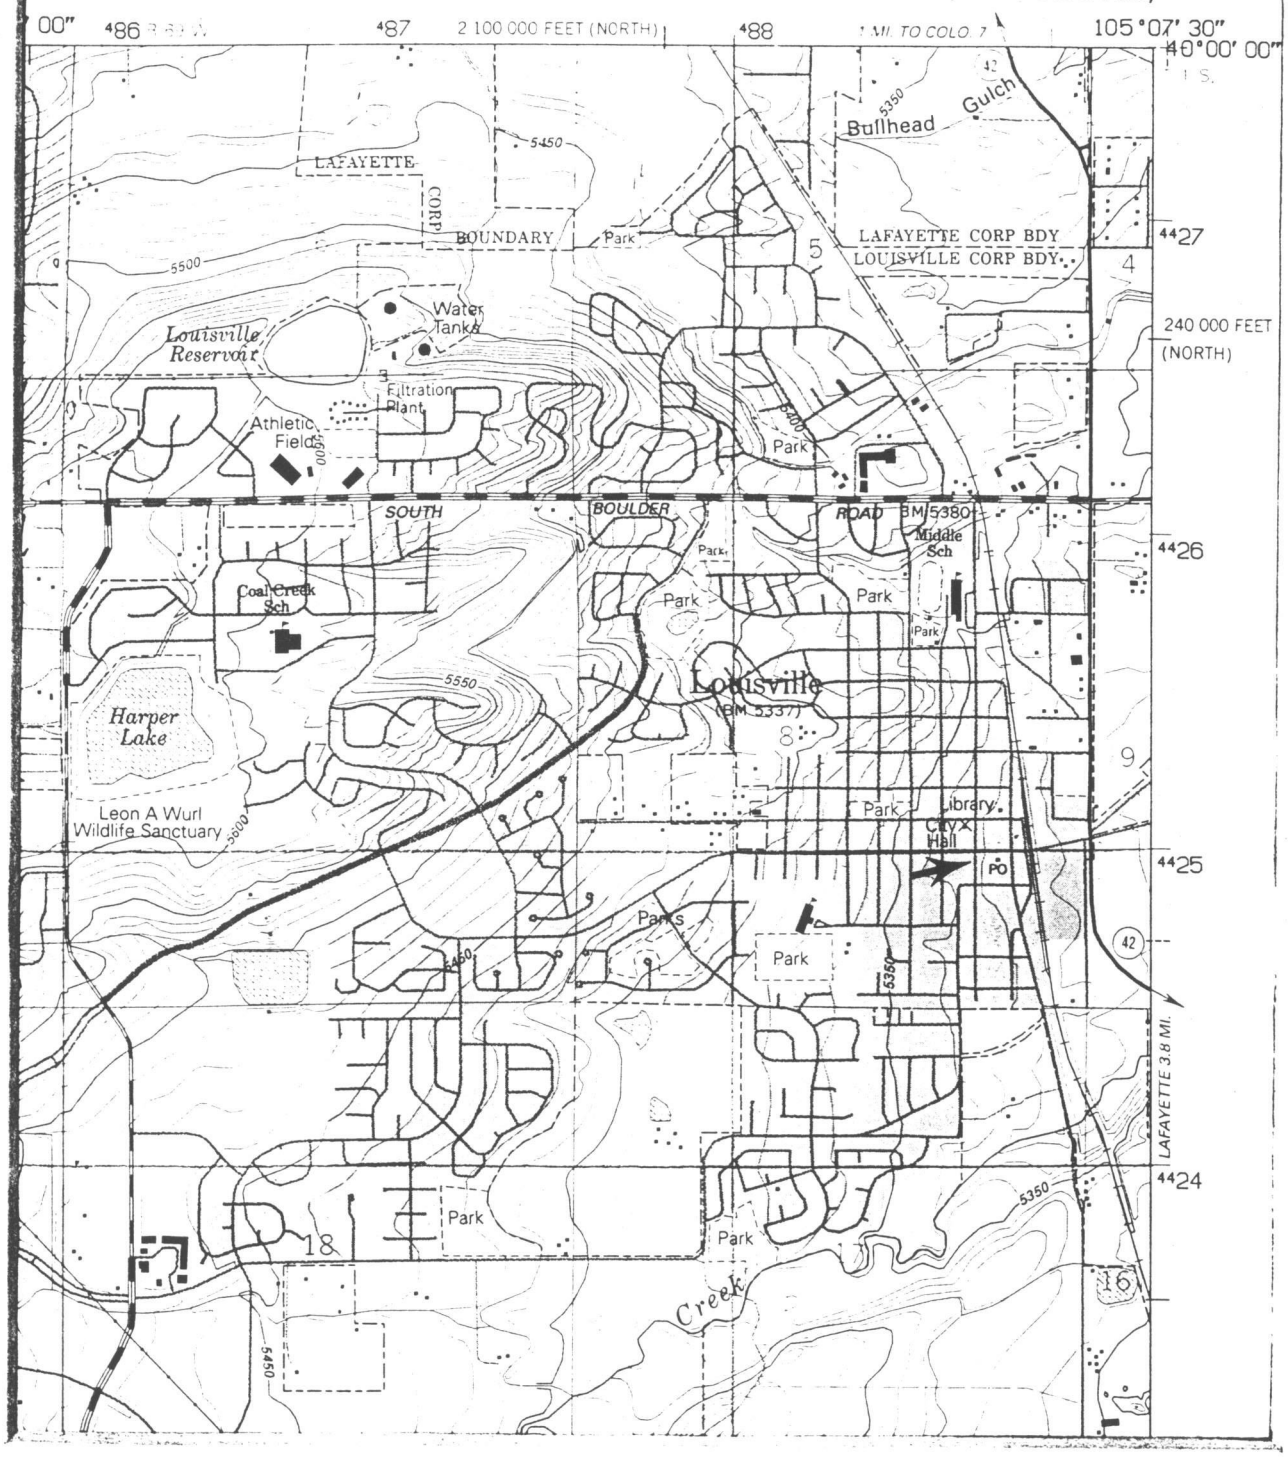 00"
486
487
2 100 000 FEET (NORTH)
488
1 MI. TO COLO. 7
105°07'30"
40°00'00"
42
5350
Gulch
Bullhead
5450
LAFAYETTE
CORP
BOUNDARY
Park
5
LAFAYETTE CORP BDY
LOUISVILLE CORP BDY
4427
4
5500
Water
Tanks
Louisville
Reservoir
240 000 FEET
(NORTH)
Filtration
Plant
Athletic
Field
5600
5400
Park
SOUTH
BOULDER
ROAD
BM 5380
Middle
Sch
Park
4426
Coal Creek
Sch
Park
Park
Park
5550
Louisville
(BM 5337)
Harper
Lake
7
8
9
Leon A Wurl
Wildlife Sanctuary
5600
Park
Library
City
Hall
4425
PO
Parks
5450
Park
5350
42
LAFAYETTE 3.8 MI.
4424
5350
Park
18
Park
17
16
Creek
5450